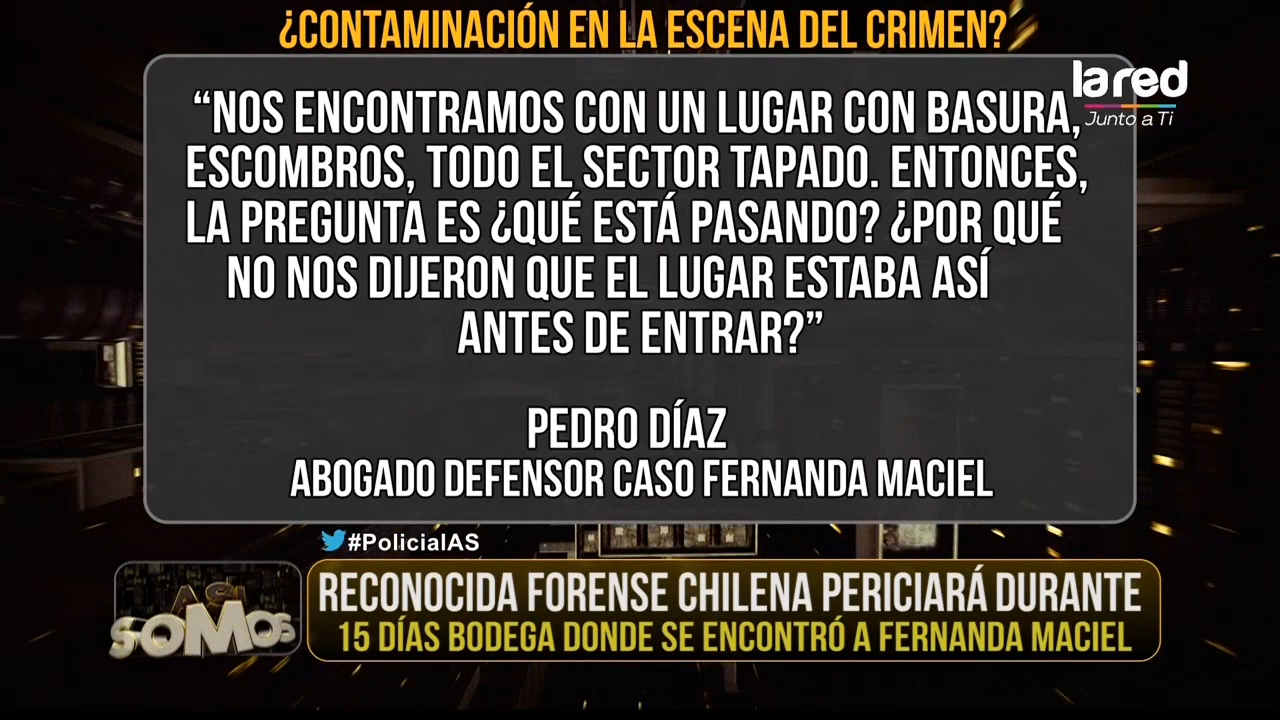 ¿CONTAMINACIÓN EN LA ESCENA DEL CRIMEN?
lared
Junto a Ti
“NOS ENCONTRAMOS CON UN LUGAR CON BASURA,
ESCOMBROS, TODO EL SECTOR TAPADO. ENTONCES,
LA PREGUNTA ES ¿QUÉ ESTÁ PASANDO? ¿POR QUÉ
NO NOS DIJERON QUE EL LUGAR ESTABA ASÍ
ANTES DE ENTRAR?”
PEDRO DÍAZ
ABOGADO DEFENSOR CASO FERNANDA MACIEL
#PolicialAS
ASI
SOMOS
RECONOCIDA FORENSE CHILENA PERICIARÁ DURANTE
15 DÍAS BODEGA DONDE SE ENCONTRÓ A FERNANDA MACIEL